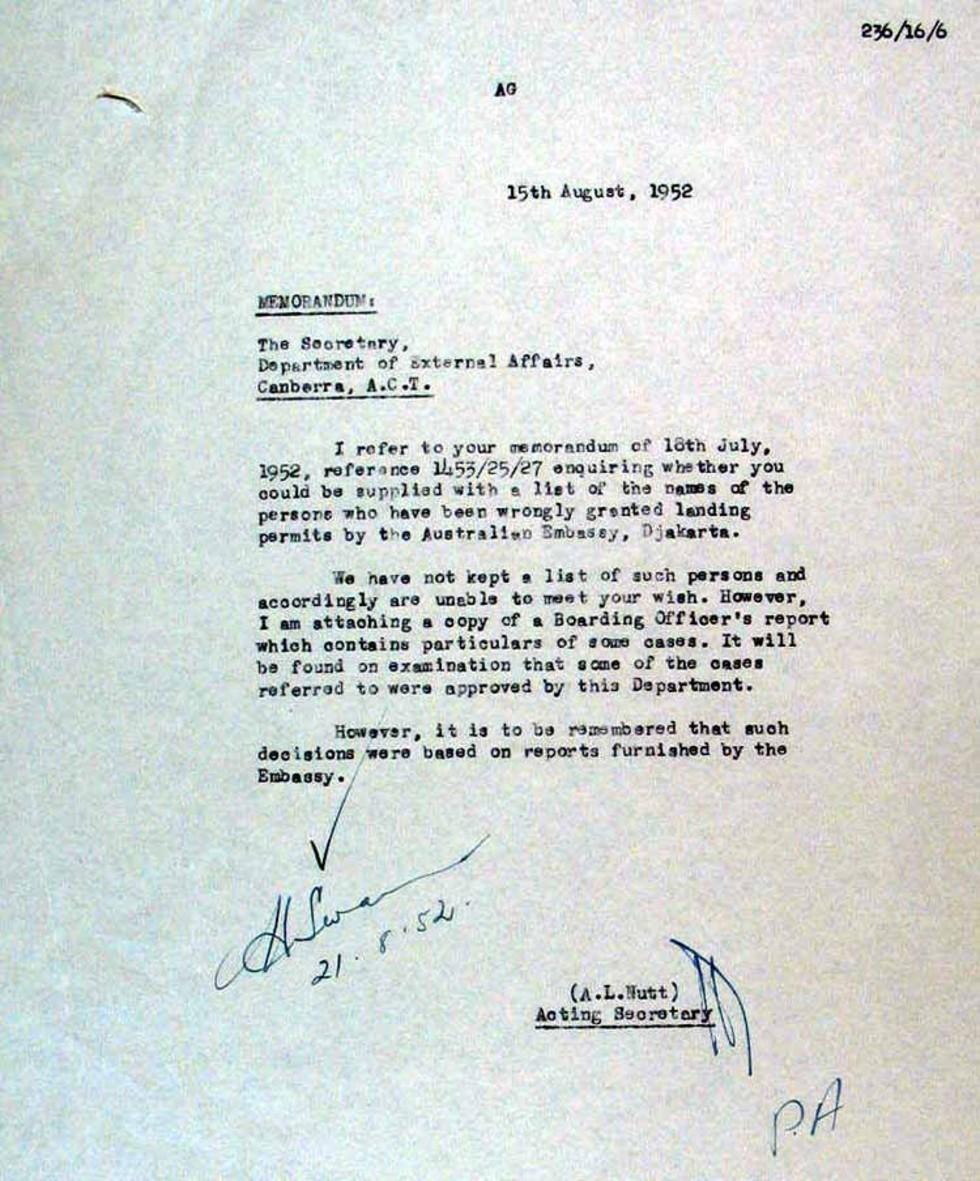 236/16/6
AG
15th August, 1952
MEMORANDUM:
The Secretary,
Department of External Affairs,
Canberra, A.C.T.
I refer to your memorandum of 18th July,
1952, reference 1453/25/27 enquiring whether you
could be supplied with a list of the names of the
persons who have been wrongly granted landing
permits by the Australian Embassy, Djakarta.
We have not kept a list of such persons and
accordingly are unable to meet your wish. However,
I am attaching a copy of a Boarding Officer's report
which contains particulars of some cases. It will
be found on examination that some of the cases
referred to were approved by this Department.
However, it is to be remembered that such
decisions were based on reports furnished by the
Embassy.
21.8.52.
(A.L.Nutt)
Acting Secretary
P.A